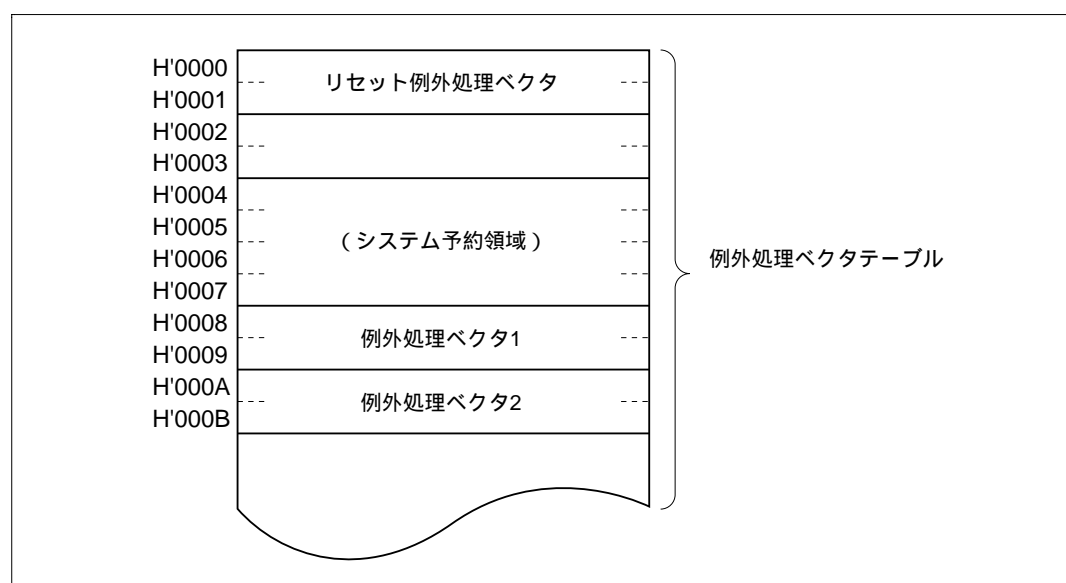 H'0000
リセット例外処理ベクタ
H'0001
H'0002
H'0003
H'0004
H'0005
(システム予約領域)
H'0006
例外処理ベクタテーブル
H'0007
H'0008
例外処理ベクタ1
H'0009
H'000A
例外処理ベクタ2
H'000B